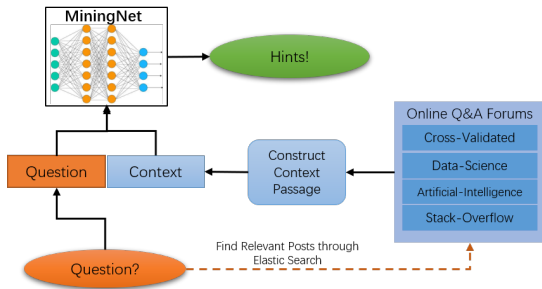 MiningNet
Hints!
Online Q&A Forums
Cross-Validated
Data-Science
Artificial-Intelligence
Stack-Overflow
Construct
Context
Passage
Question
Context
Find Relevant Posts through
Elastic Search
Question?